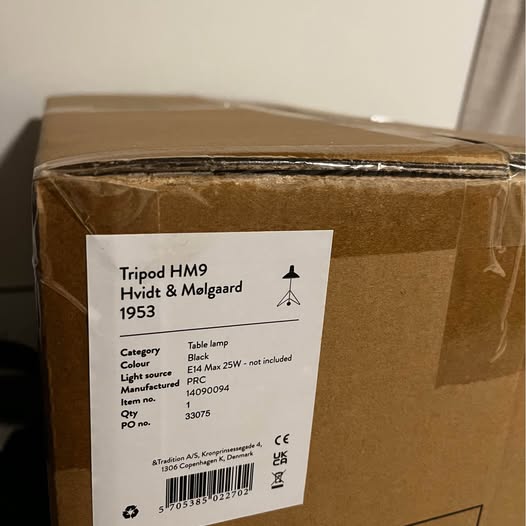 Tripod HM9
Hvidt & Mølgaard
1953
Category Table lamp
Colour Black
Light source E14 Max 25W - not included
Manufactured PRC
Item no. 14090094
Qty 1
PO no. 33075
&Tradition A/S, Kronprinsessegade 4,
1306 Copenhagen K, Denmark
CE
UK
CA
5 705385 022702